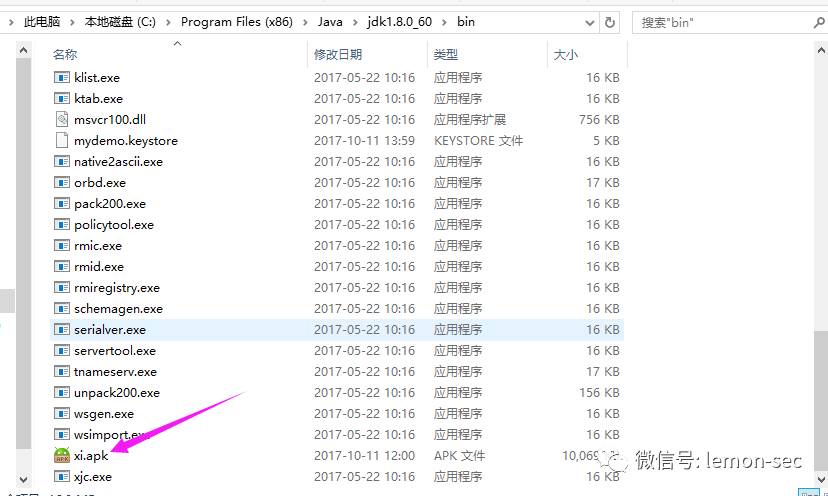 此电脑 › 本地磁盘 (C:) › Program Files (x86) › Java › jdk1.8.0_60 › bin 搜索"bin"
名称 修改日期 类型 大小
klist.exe 2017-05-22 10:16 应用程序 16 KB
ktab.exe 2017-05-22 10:16 应用程序 16 KB
msvcr100.dll 2017-05-22 10:16 应用程序扩展 756 KB
mydemo.keystore 2017-10-11 13:59 KEYSTORE 文件 5 KB
native2ascii.exe 2017-05-22 10:16 应用程序 16 KB
orbd.exe 2017-05-22 10:16 应用程序 17 KB
pack200.exe 2017-05-22 10:16 应用程序 16 KB
policytool.exe 2017-05-22 10:16 应用程序 16 KB
rmic.exe 2017-05-22 10:16 应用程序 16 KB
rmid.exe 2017-05-22 10:16 应用程序 16 KB
rmiregistry.exe 2017-05-22 10:16 应用程序 16 KB
schemagen.exe 2017-05-22 10:16 应用程序 16 KB
serialver.exe 2017-05-22 10:16 应用程序 16 KB
servertool.exe 2017-05-22 10:16 应用程序 16 KB
tnameserv.exe 2017-05-22 10:16 应用程序 17 KB
unpack200.exe 2017-05-22 10:16 应用程序 156 KB
wsgen.exe 2017-05-22 10:16 应用程序 16 KB
wsimport.exe 2017-05-22 10:16 应用程序 16 KB
xi.apk 2017-10-11 12:00 APK 文件 10,069
微信号: lemon-sec
xjc.exe 2017-05-22 10:16 应用程序 16 KB